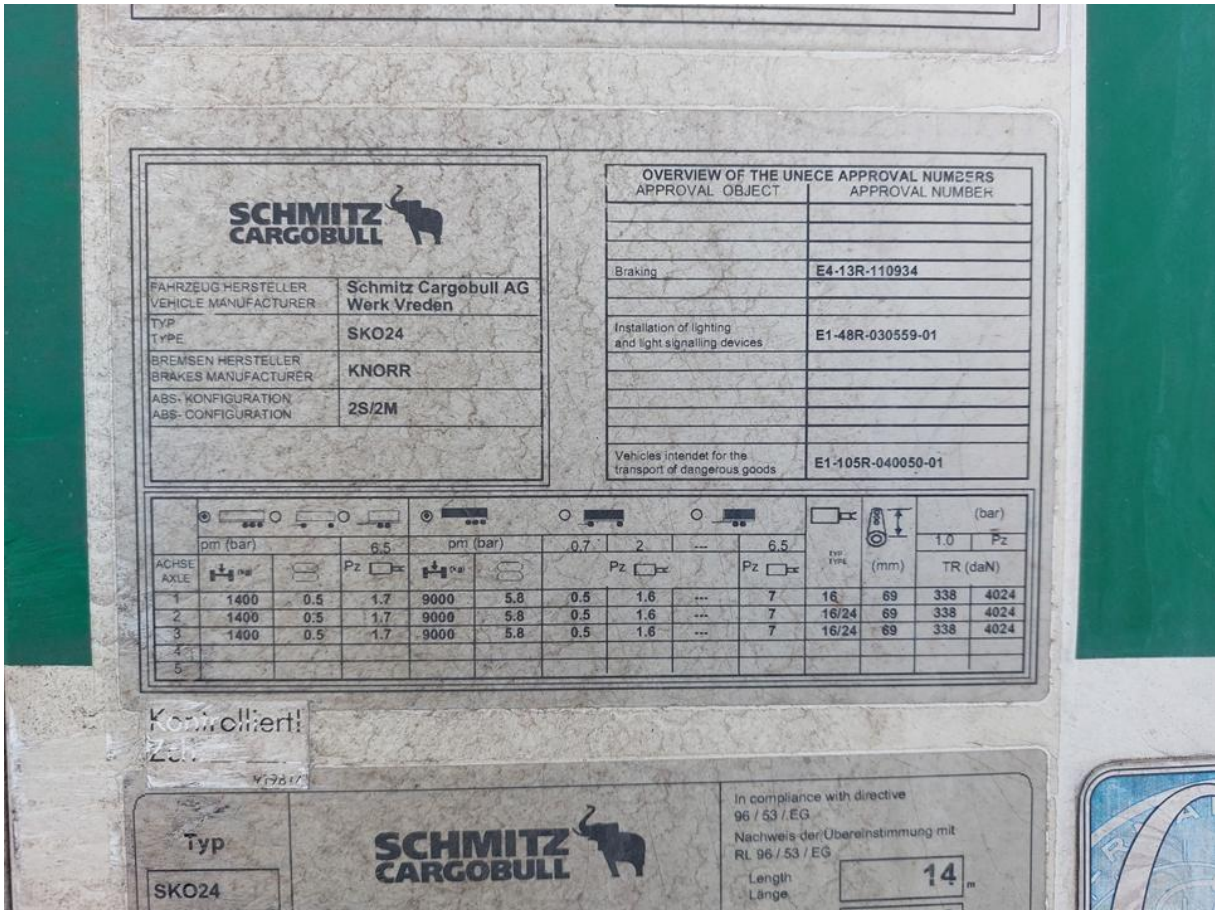 SCHMITZ
CARGOBULL
FAHRZEUG HERSTELLER
VEHICLE MANUFACTURER
Schmitz Cargobull AG
Werk Vreden
TYP
TYPE
SKO24
BREMSEN HERSTELLER
BRAKES MANUFACTURER
KNORR
ABS- KONFIGURATION
ABS- CONFIGURATION
2S/2M
OVERVIEW OF THE UNECE APPROVAL NUMBERS
APPROVAL OBJECT APPROVAL NUMBER
Braking E4-13R-110934
Installation of lighting
and light signalling devices
E1-48R-030559-01
Vehicles intendet for the
transport of dangerous goods
E1-105R-040050-01
(bar)
pm (bar) 6.5 pm (bar) 0.7 2 --- 6.5 1.0 Pz
ACHSE
AXLE
(kg) Pz (kg) Pz Pz TYP
TYPE
(mm) TR (daN)
1 1400 0.5 1.7 9000 5.8 0.5 1.6 --- 7 16 69 338 4024
2 1400 0.5 1.7 9000 5.8 0.5 1.6 --- 7 16/24 69 338 4024
3 1400 0.5 1.7 9000 5.8 0.5 1.6 --- 7 16/24 69 338 4024
4
5
Kontrolliert!
Typ
SKO24
SCHMITZ
CARGOBULL
In compliance with directive
96 / 53 / EG
Nachweis der Übereinstimmung mit
RL 96 / 53 / EG
Length
Länge
14 m